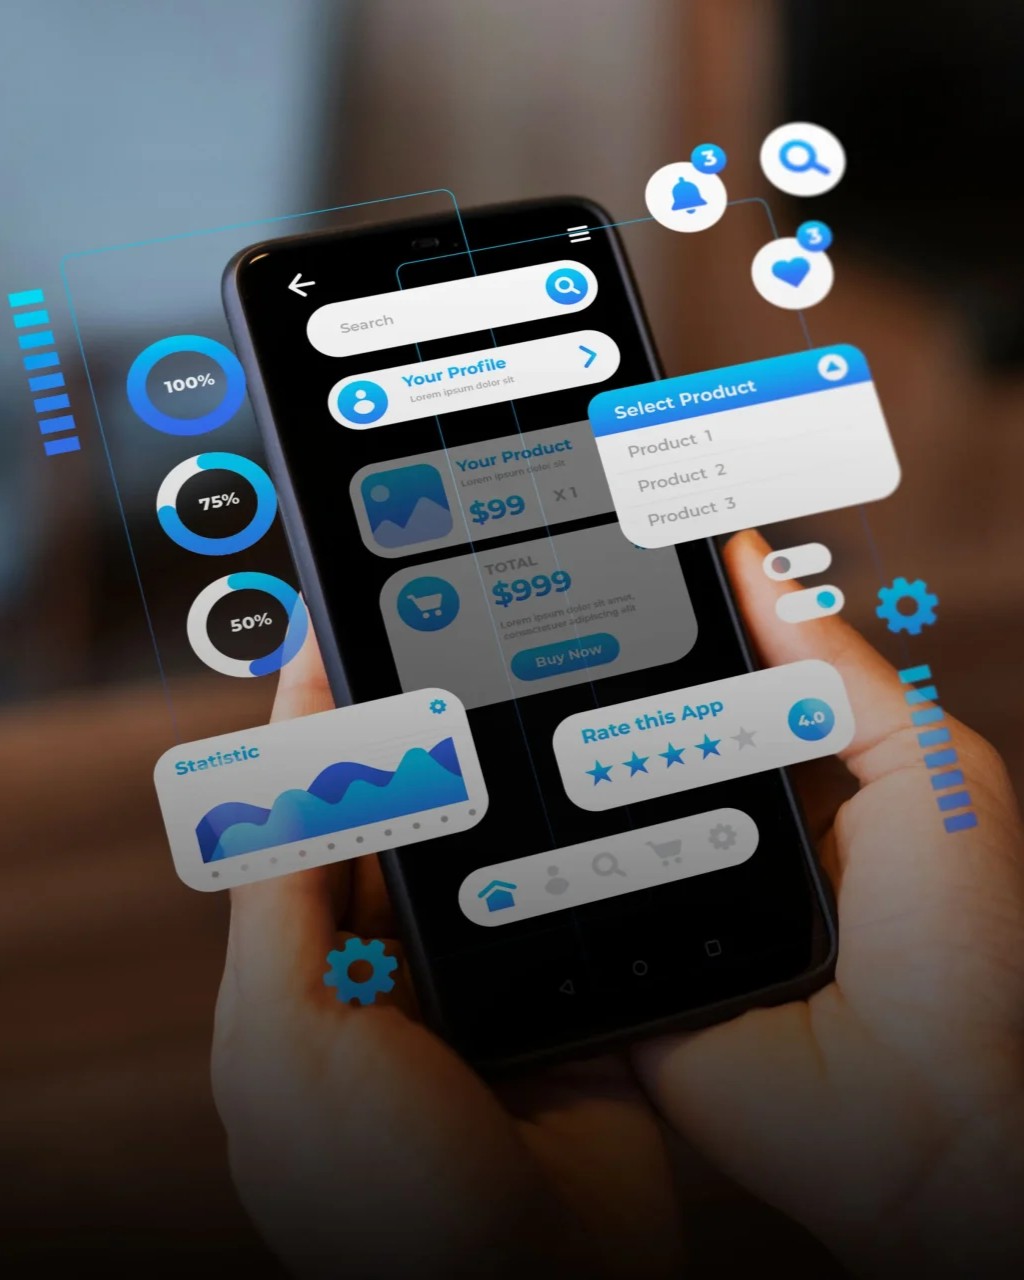 3
3
Search
Your Profile
Lorem ipsum dolor sit
100%
Select Product
Product 1
Product 2
Product 3
Your Product
Lorem ipsum dolor sit
$99 X 1
75%
TOTAL
$999
Lorem ipsum dolor sit amet,
consectetuer adipiscing elit
Buy Now
50%
Rate this App
4.0
Statistic